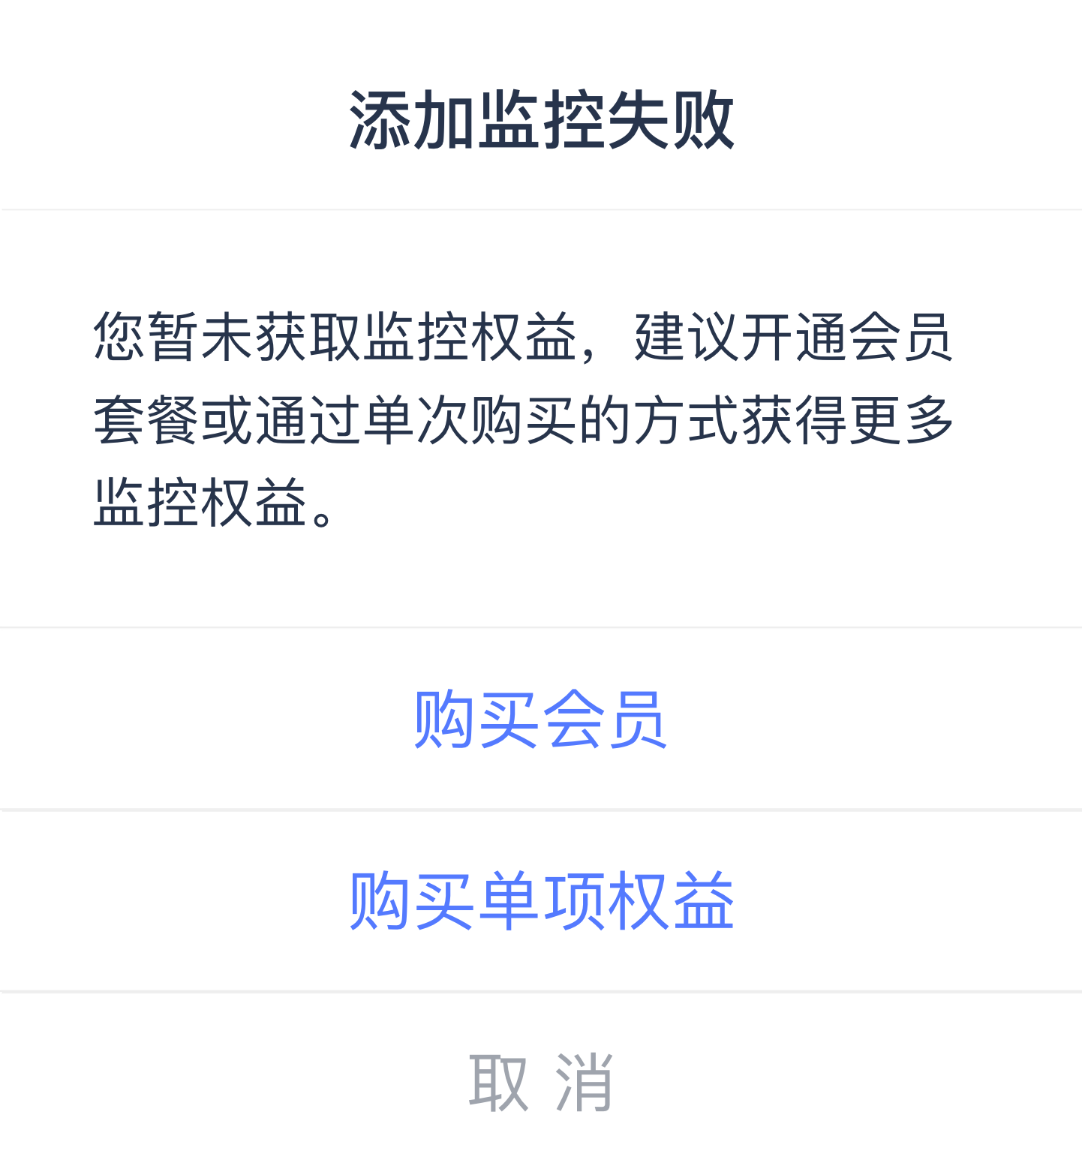 添加监控失败
您暂未获取监控权益，建议开通会员
套餐或通过单次购买的方式获得更多
监控权益。
购买会员
购买单项权益
取 消